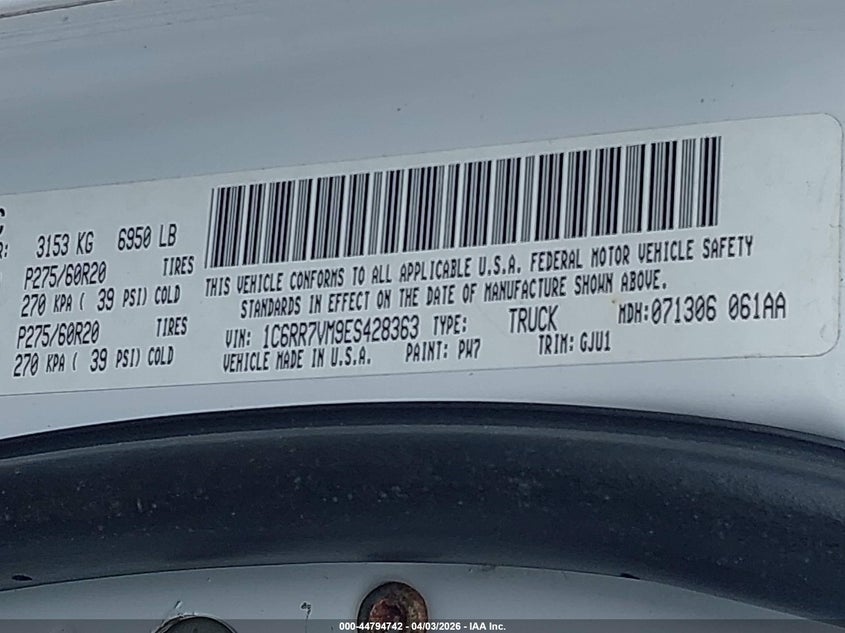 C
R: 3153 KG 6950 LB
P275/60R20 TIRES
270 KPA ( 39 PSI) COLD
P275/60R20 TIRES
270 KPA ( 39 PSI) COLD
THIS VEHICLE CONFORMS TO ALL APPLICABLE U.S.A. FEDERAL MOTOR VEHICLE SAFETY
STANDARDS IN EFFECT ON THE DATE OF MANUFACTURE SHOWN ABOVE.
VIN: 1C6RR7VM9ES428363 TYPE: TRUCK MDH:071306 061AA
VEHICLE MADE IN U.S.A. PAINT: PW7 TRIM: GJU1
000-44794742 - 04/03/2026 - IAA Inc.